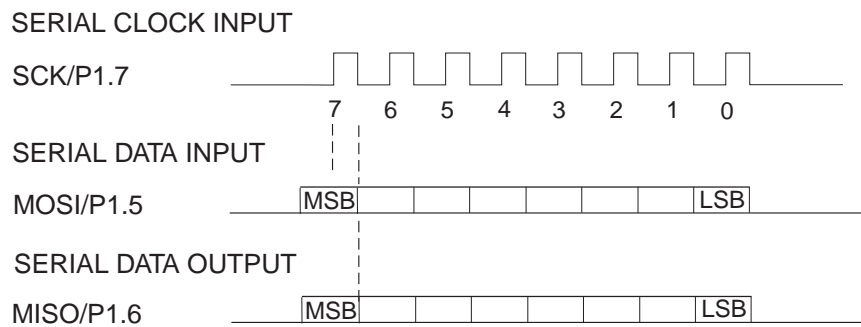 SERIAL CLOCK INPUT
SCK/P1.7
7 6 5 4 3 2 1 0
SERIAL DATA INPUT
MOSI/P1.5 MSB LSB
SERIAL DATA OUTPUT
MISO/P1.6 MSB LSB